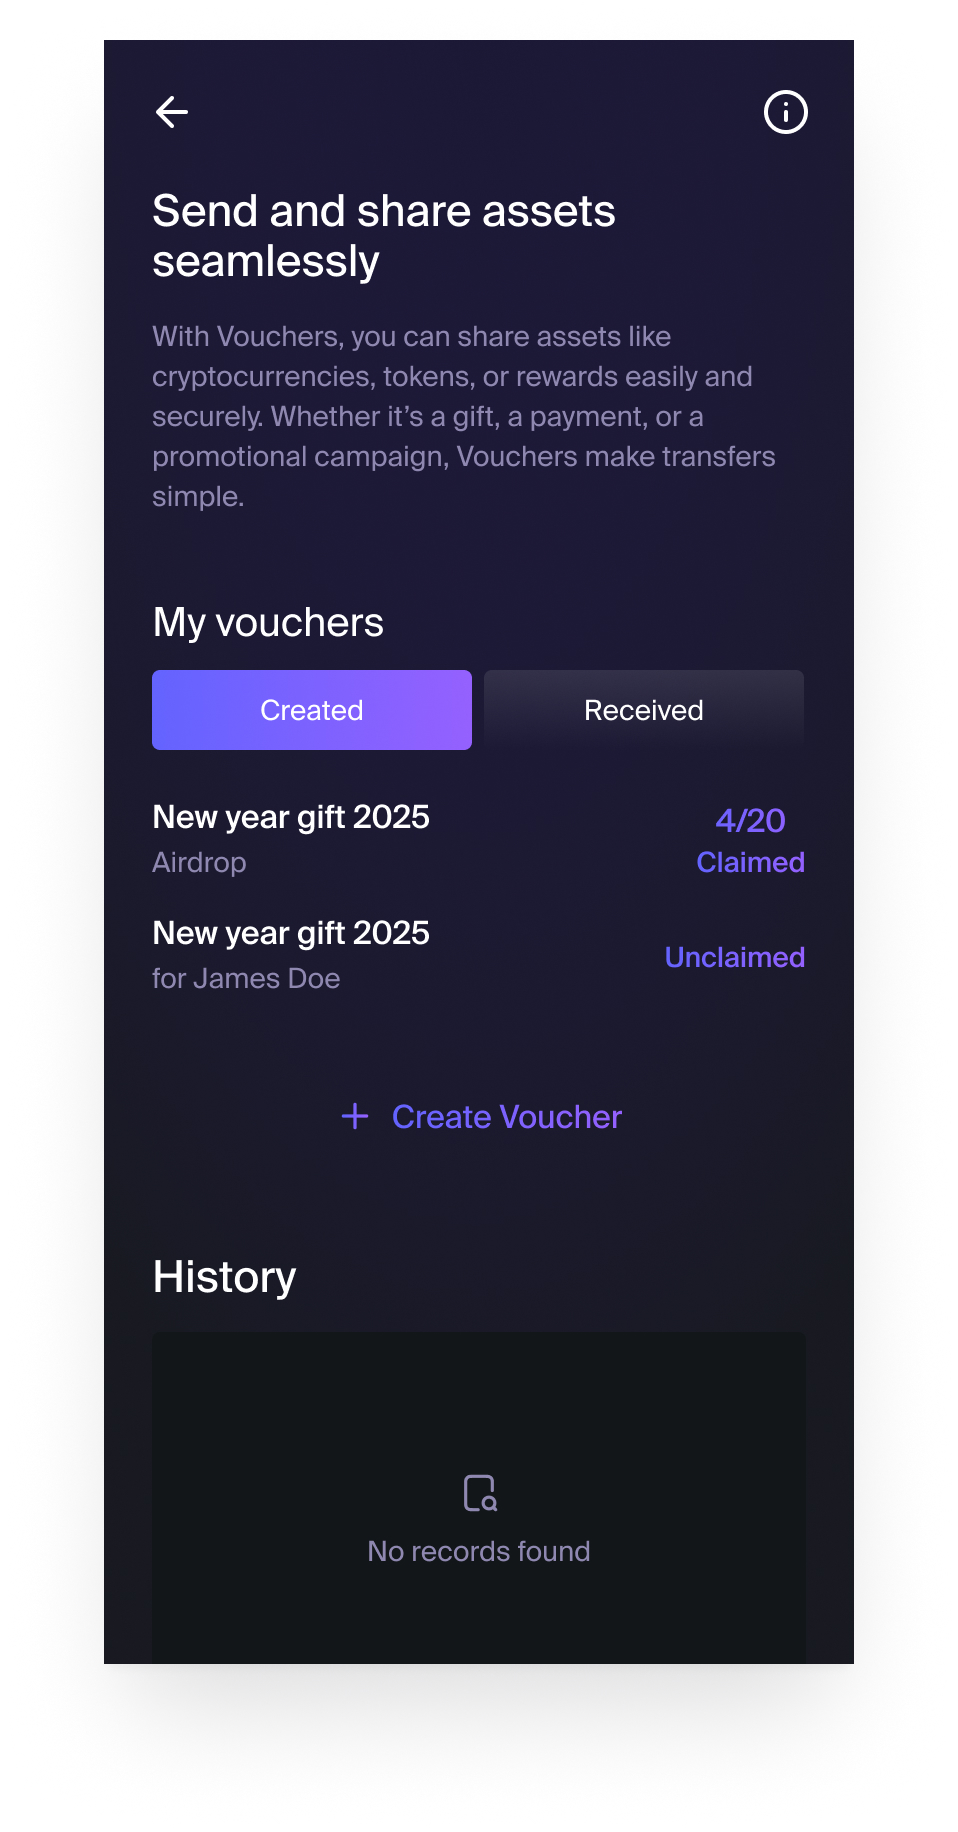 Send and share assets
seamlessly
With Vouchers, you can share assets like
cryptocurrencies, tokens, or rewards easily and
securely. Whether it’s a gift, a payment, or a
promotional campaign, Vouchers make transfers
simple.
My vouchers
Created
Received
New year gift 2025
4/20
Airdrop
Claimed
New year gift 2025
for James Doe
Unclaimed
Create Voucher
History
No records found